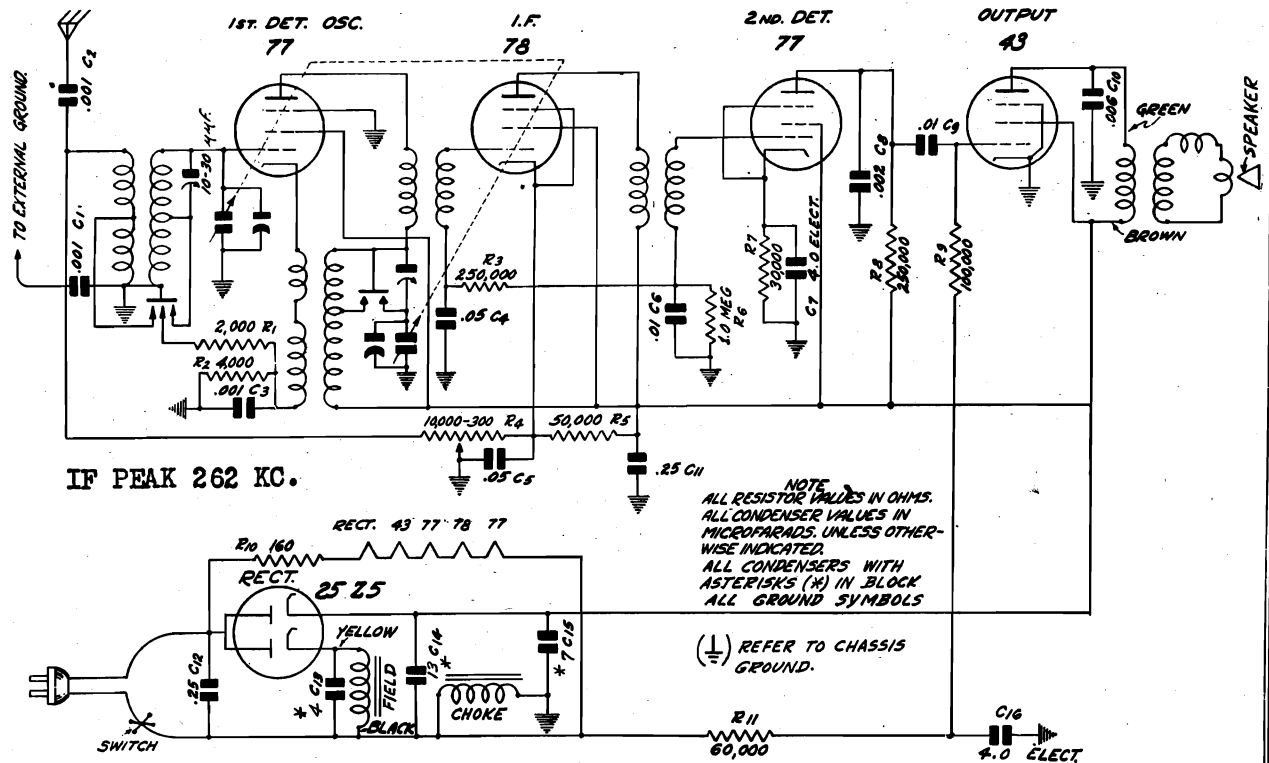 1ST. DET. OSC.
77
I.F.
78
2ND. DET.
77
OUTPUT
43
TO EXTERNAL GROUND.
.001 C2
10-30 MMF.
.001 C1
2,000 R1
R2 4,000
.001 C3
R3
250,000
.05 C4
10,000-300 R4
.05 C5
50,000 R5
.25 C11
.01 C6
1.0 MEG
R6
R7
30,000
C7 4.0 ELECT.
.002 C8
R8
250,000
.01 C9
R9
100,000
.006 C10
GREEN
BROWN
SPEAKER
IF PEAK 262 KC.
NOTE
ALL RESISTOR VALUES IN OHMS.
ALL CONDENSER VALUES IN
MICROFARADS. UNLESS OTHER-
WISE INDICATED.
ALL CONDENSERS WITH
ASTERISKS (*) IN BLOCK
ALL GROUND SYMBOLS
( ) REFER TO CHASSIS
GROUND.
RECT. 43 77 78 77
R10 160
RECT.
25Z5
YELLOW
.25 C12
* 4 C13
FIELD
BLACK
13 C14
*
CHOKE
* 7 C15
SWITCH
R11
60,000
C16
4.0 ELECT.